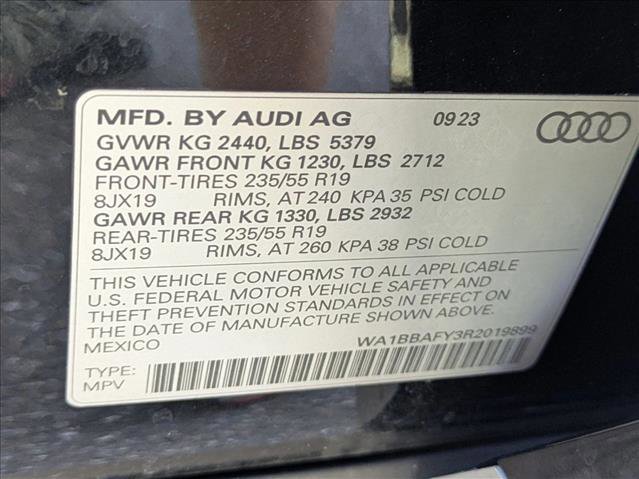 MFD. BY AUDI AG 09 23
GVWR KG 2440, LBS 5379
GAWR FRONT KG 1230, LBS 2712
FRONT-TIRES 235/55 R19
8JX19 RIMS, AT 240 KPA 35 PSI COLD
GAWR REAR KG 1330, LBS 2932
REAR-TIRES 235/55 R19
8JX19 RIMS, AT 260 KPA 38 PSI COLD
THIS VEHICLE CONFORMS TO ALL APPLICABLE
U.S. FEDERAL MOTOR VEHICLE SAFETY AND
THEFT PREVENTION STANDARDS IN EFFECT ON
THE DATE OF MANUFACTURE SHOWN ABOVE.
MEXICO WA1BBAFY3R2019899
TYPE:
MPV